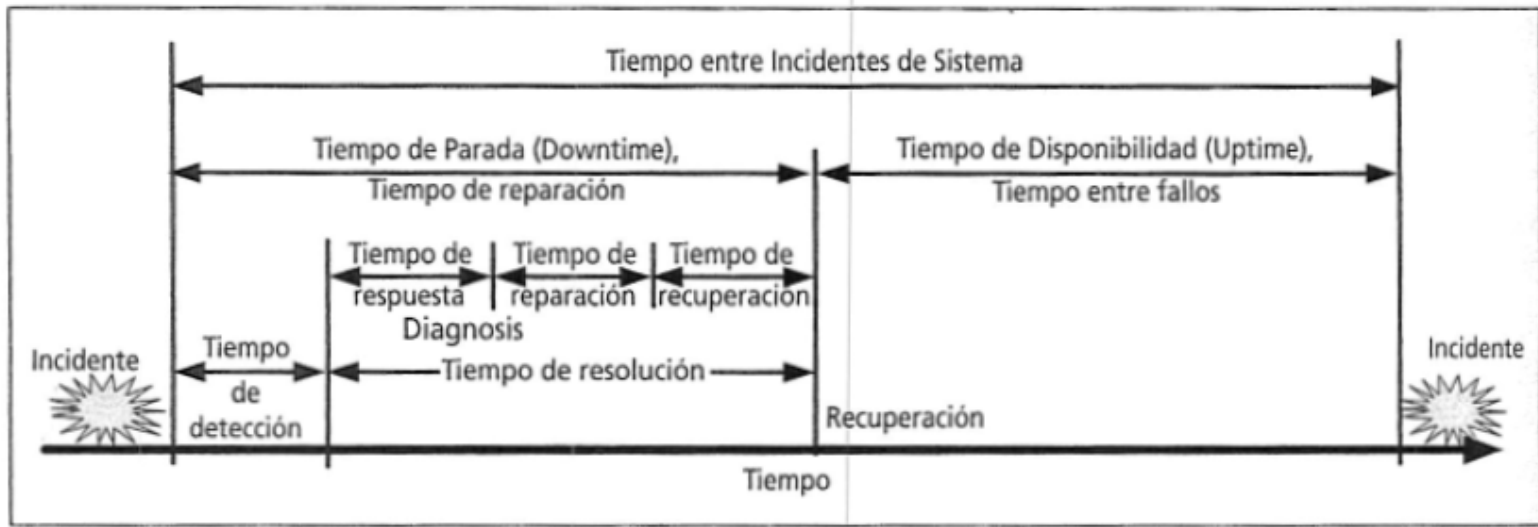 Tiempo entre Incidentes de Sistema
Tiempo de Parada (Downtime),
Tiempo de reparación
Tiempo de Disponibilidad (Uptime),
Tiempo entre fallos
Tiempo de
respuesta
Tiempo de
reparación
Tiempo de
recuperación
Diagnosis
Incidente
Tiempo
de
detección
Tiempo de resolución
Recuperación
Incidente
Tiempo